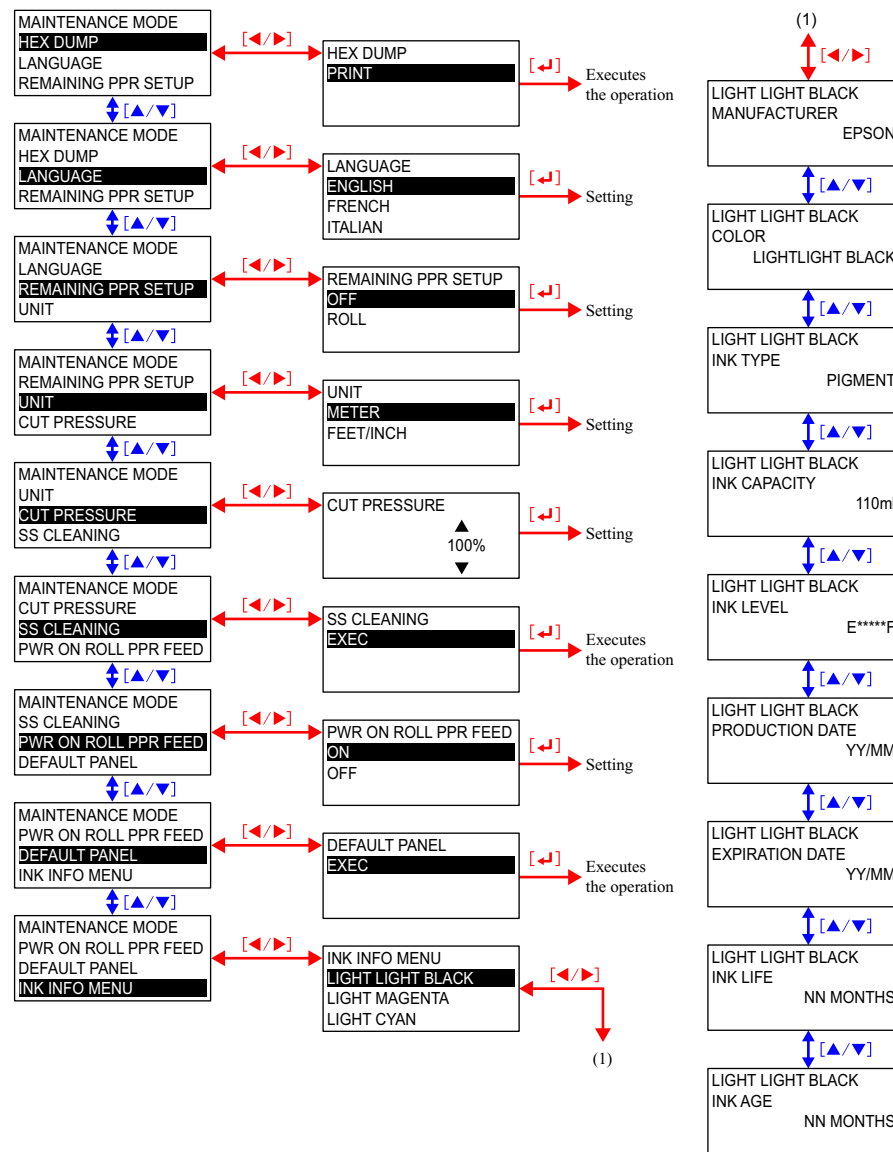 MAINTENANCE MODE
HEX DUMP
LANGUAGE
REMAINING PPR SETUP
[◀/▶]
HEX DUMP
PRINT
[↵]
Executes
the operation
[▲/▼]
MAINTENANCE MODE
HEX DUMP
LANGUAGE
REMAINING PPR SETUP
[◀/▶]
LANGUAGE
ENGLISH
FRENCH
ITALIAN
[↵]
Setting
[▲/▼]
MAINTENANCE MODE
LANGUAGE
REMAINING PPR SETUP
UNIT
[◀/▶]
REMAINING PPR SETUP
OFF
ROLL
[↵]
Setting
[▲/▼]
MAINTENANCE MODE
REMAINING PPR SETUP
UNIT
CUT PRESSURE
[◀/▶]
UNIT
METER
FEET/INCH
[↵]
Setting
[▲/▼]
MAINTENANCE MODE
UNIT
CUT PRESSURE
SS CLEANING
[◀/▶]
CUT PRESSURE
▲
100%
▼
[↵]
Setting
[▲/▼]
MAINTENANCE MODE
CUT PRESSURE
SS CLEANING
PWR ON ROLL PPR FEED
[◀/▶]
SS CLEANING
EXEC
[↵]
Executes
the operation
[▲/▼]
MAINTENANCE MODE
SS CLEANING
PWR ON ROLL PPR FEED
DEFAULT PANEL
[◀/▶]
PWR ON ROLL PPR FEED
ON
OFF
[↵]
Setting
[▲/▼]
MAINTENANCE MODE
PWR ON ROLL PPR FEED
DEFAULT PANEL
INK INFO MENU
[◀/▶]
DEFAULT PANEL
EXEC
[↵]
Executes
the operation
[▲/▼]
MAINTENANCE MODE
PWR ON ROLL PPR FEED
DEFAULT PANEL
INK INFO MENU
[◀/▶]
INK INFO MENU
LIGHT LIGHT BLACK
LIGHT MAGENTA
LIGHT CYAN
[◀/▶]
(1)
(1)
[◀/▶]
LIGHT LIGHT BLACK
MANUFACTURER
EPSON
[▲/▼]
LIGHT LIGHT BLACK
COLOR
LIGHTLIGHT BLACK
[▲/▼]
LIGHT LIGHT BLACK
INK TYPE
PIGMENT
[▲/▼]
LIGHT LIGHT BLACK
INK CAPACITY
110ml
[▲/▼]
LIGHT LIGHT BLACK
INK LEVEL
E*****F
[▲/▼]
LIGHT LIGHT BLACK
PRODUCTION DATE
YY/MM
[▲/▼]
LIGHT LIGHT BLACK
EXPIRATION DATE
YY/MM
[▲/▼]
LIGHT LIGHT BLACK
INK LIFE
NN MONTHS
[▲/▼]
LIGHT LIGHT BLACK
INK AGE
NN MONTHS